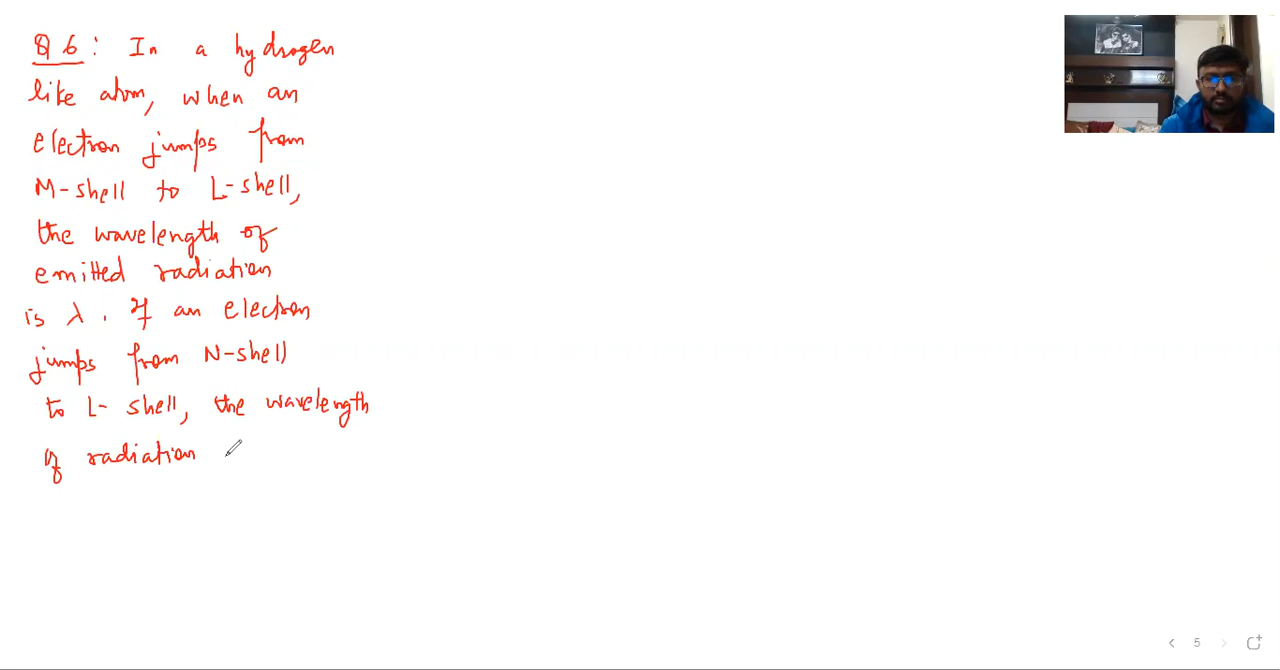 Q6: In a hydrogen
like atom, when an
electron jumps from
M-shell to L-shell,
the wavelength of
emitted radiation
is λ. If an electron
jumps from N-shell
to L-shell, the wavelength
of radiation
5